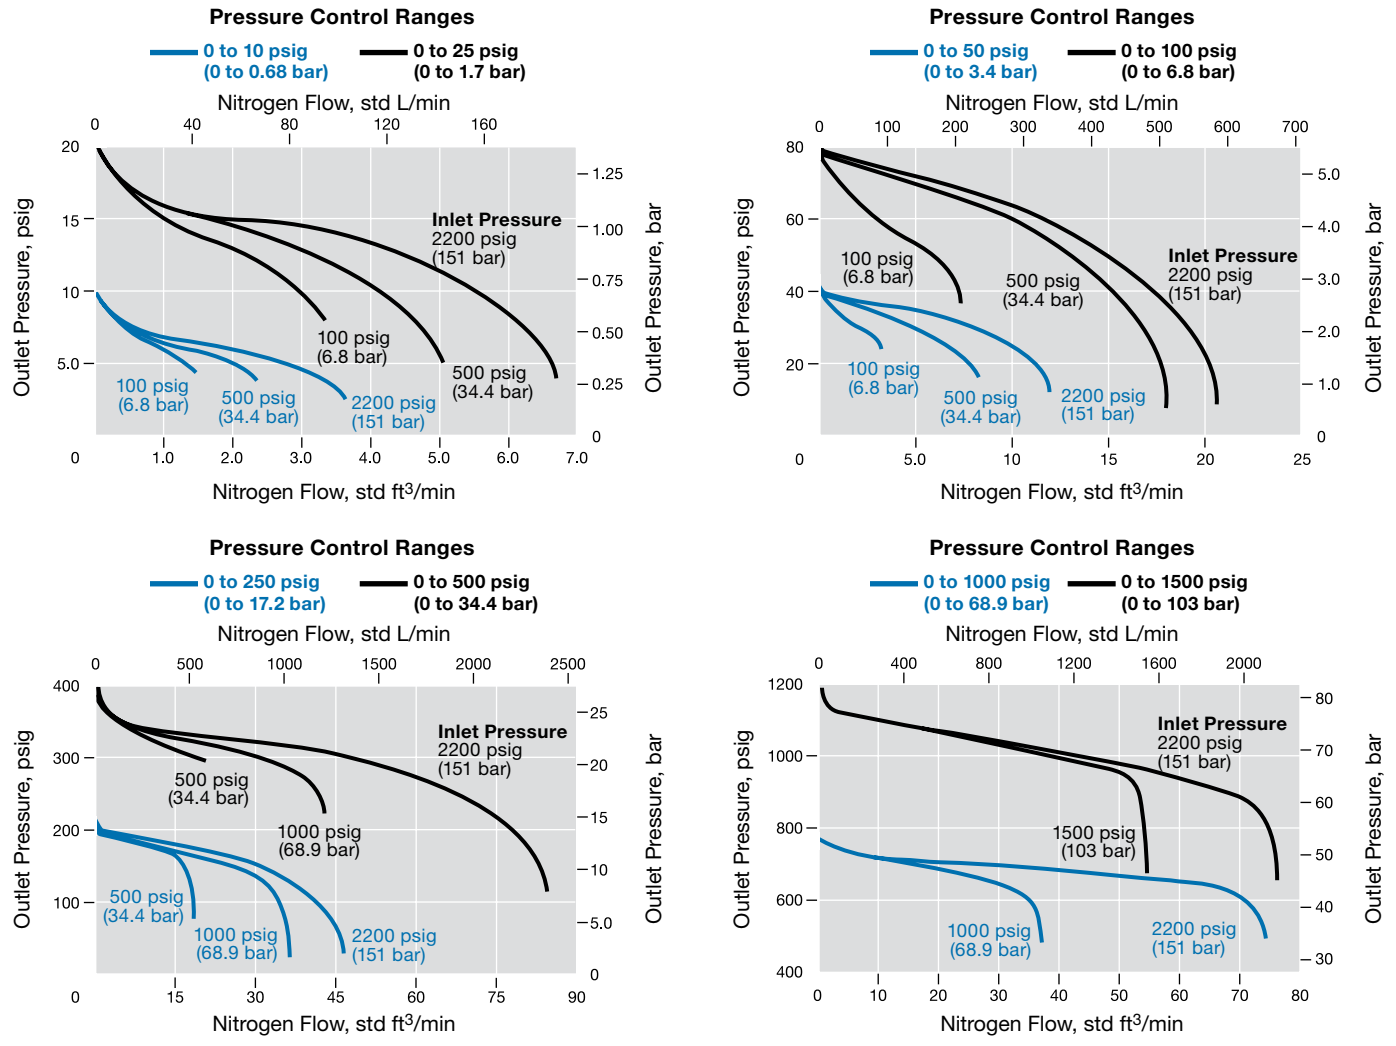 Pressure Control Ranges
0 to 10 psig
(0 to 0.68 bar)
0 to 25 psig
(0 to 1.7 bar)
Nitrogen Flow, std L/min
0 40 80 120 160
20
15
10
5.0
0
Outlet Pressure, psig
1.25
1.00
0.75
0.50
0.25
0
Outlet Pressure, bar
Inlet Pressure
2200 psig
(151 bar)
100 psig
(6.8 bar)
500 psig
(34.4 bar)
100 psig
(6.8 bar)
500 psig
(34.4 bar)
2200 psig
(151 bar)
1.0 2.0 3.0 4.0 5.0 6.0 7.0
Nitrogen Flow, std ft³/min
Pressure Control Ranges
0 to 50 psig
(0 to 3.4 bar)
0 to 100 psig
(0 to 6.8 bar)
Nitrogen Flow, std L/min
0 100 200 300 400 500 600 700
80
60
40
20
0
Outlet Pressure, psig
5.0
4.0
3.0
2.0
1.0
0
Outlet Pressure, bar
100 psig
(6.8 bar)
500 psig
(34.4 bar)
Inlet Pressure
2200 psig
(151 bar)
100 psig
(6.8 bar)
500 psig
(34.4 bar)
2200 psig
(151 bar)
5.0 10 15 20 25
Nitrogen Flow, std ft³/min
Pressure Control Ranges
0 to 250 psig
(0 to 17.2 bar)
0 to 500 psig
(0 to 34.4 bar)
Nitrogen Flow, std L/min
0 500 1000 1500 2000 2500
400
300
200
100
0
Outlet Pressure, psig
25
20
15
10
5.0
0
Outlet Pressure, bar
Inlet Pressure
2200 psig
(151 bar)
500 psig
(34.4 bar)
1000 psig
(68.9 bar)
500 psig
(34.4 bar)
1000 psig
(68.9 bar)
2200 psig
(151 bar)
15 30 45 60 75 90
Nitrogen Flow, std ft³/min
Pressure Control Ranges
0 to 1000 psig
(0 to 68.9 bar)
0 to 1500 psig
(0 to 103 bar)
Nitrogen Flow, std L/min
0 400 800 1200 1600 2000
1200
1000
800
600
400
Outlet Pressure, psig
80
70
60
50
40
30
Outlet Pressure, bar
Inlet Pressure
2200 psig
(151 bar)
1500 psig
(103 bar)
1000 psig
(68.9 bar)
2200 psig
(151 bar)
0 10 20 30 40 50 60 70 80
Nitrogen Flow, std ft³/min